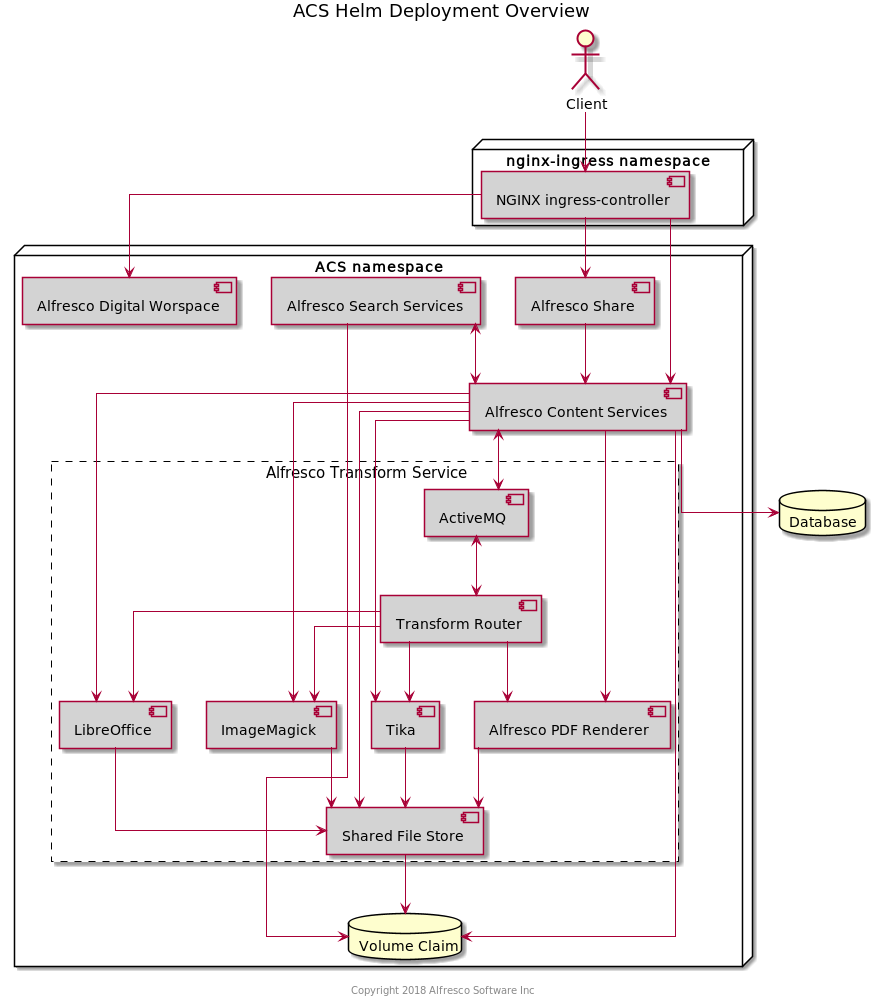 ACS Helm Deployment Overview
Client
nginx-ingress namespace
NGINX ingress-controller
ACS namespace
Alfresco Digital Worspace
Alfresco Search Services
Alfresco Share
Alfresco Content Services
Alfresco Transform Service
ActiveMQ
Database
Transform Router
LibreOffice
ImageMagick
Tika
Alfresco PDF Renderer
Shared File Store
Volume Claim
Copyright 2018 Alfresco Software Inc